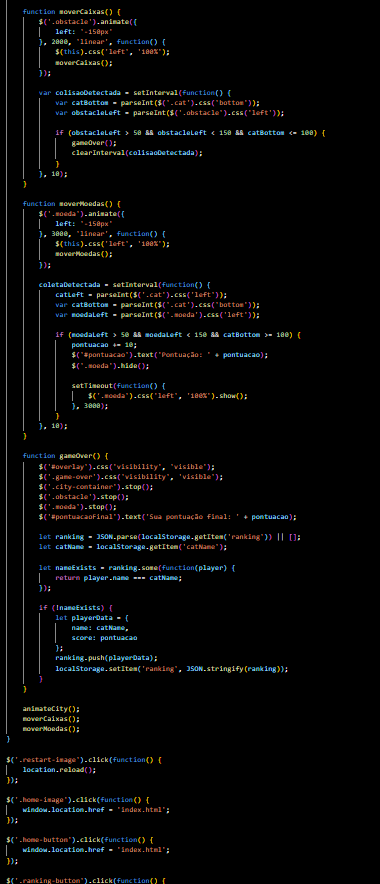 function moverCaixas() {
$('.obstacle').animate({
left: '-150px'
}, 2000, 'linear', function() {
$(this).css('left', '100%');
moverCaixas();
});
var colisaoDetectada = setInterval(function() {
var catBottom = parseInt($('.cat').css('bottom'));
var obstacleLeft = parseInt($('.obstacle').css('left'));
if (obstacleLeft > 50 && obstacleLeft < 150 && catBottom <= 100) {
gameOver();
clearInterval(colisaoDetectada);
}
}, 10);
}
function moverMoedas() {
$('.moeda').animate({
left: '-150px'
}, 3000, 'linear', function() {
$(this).css('left', '100%');
moverMoedas();
});
coletaDetectada = setInterval(function() {
catLeft = parseInt($('.cat').css('left'));
var catBottom = parseInt($('.cat').css('bottom'));
var moedaLeft = parseInt($('.moeda').css('left'));
if (moedaLeft > 50 && moedaLeft < 150 && catBottom >= 100) {
pontuacao += 10;
$('#pontuacao').text('Pontuação: ' + pontuacao);
$('.moeda').hide();
setTimeout(function() {
$('.moeda').css('left', '100%').show();
}, 3000);
}
}, 10);
}
function gameOver() {
$('#overlay').css('visibility', 'visible');
$('.game-over').css('visibility', 'visible');
$('.city-container').stop();
$('.obstacle').stop();
$('.moeda').stop();
$('#pontuacaoFinal').text('Sua pontuação final: ' + pontuacao);
let ranking = JSON.parse(localStorage.getItem('ranking')) || [];
let catName = localStorage.getItem('catName');
let nameExists = ranking.some(function(player) {
return player.name === catName;
});
if (!nameExists) {
let playerData = {
name: catName,
score: pontuacao
};
ranking.push(playerData);
localStorage.setItem('ranking', JSON.stringify(ranking));
}
}
animateCity();
moverCaixas();
moverMoedas();
}
$('.restart-image').click(function() {
location.reload();
});
$('.home-image').click(function() {
window.location.href = 'index.html';
});
$('.home-button').click(function() {
window.location.href = 'index.html';
});
$('.ranking-button').click(function() {